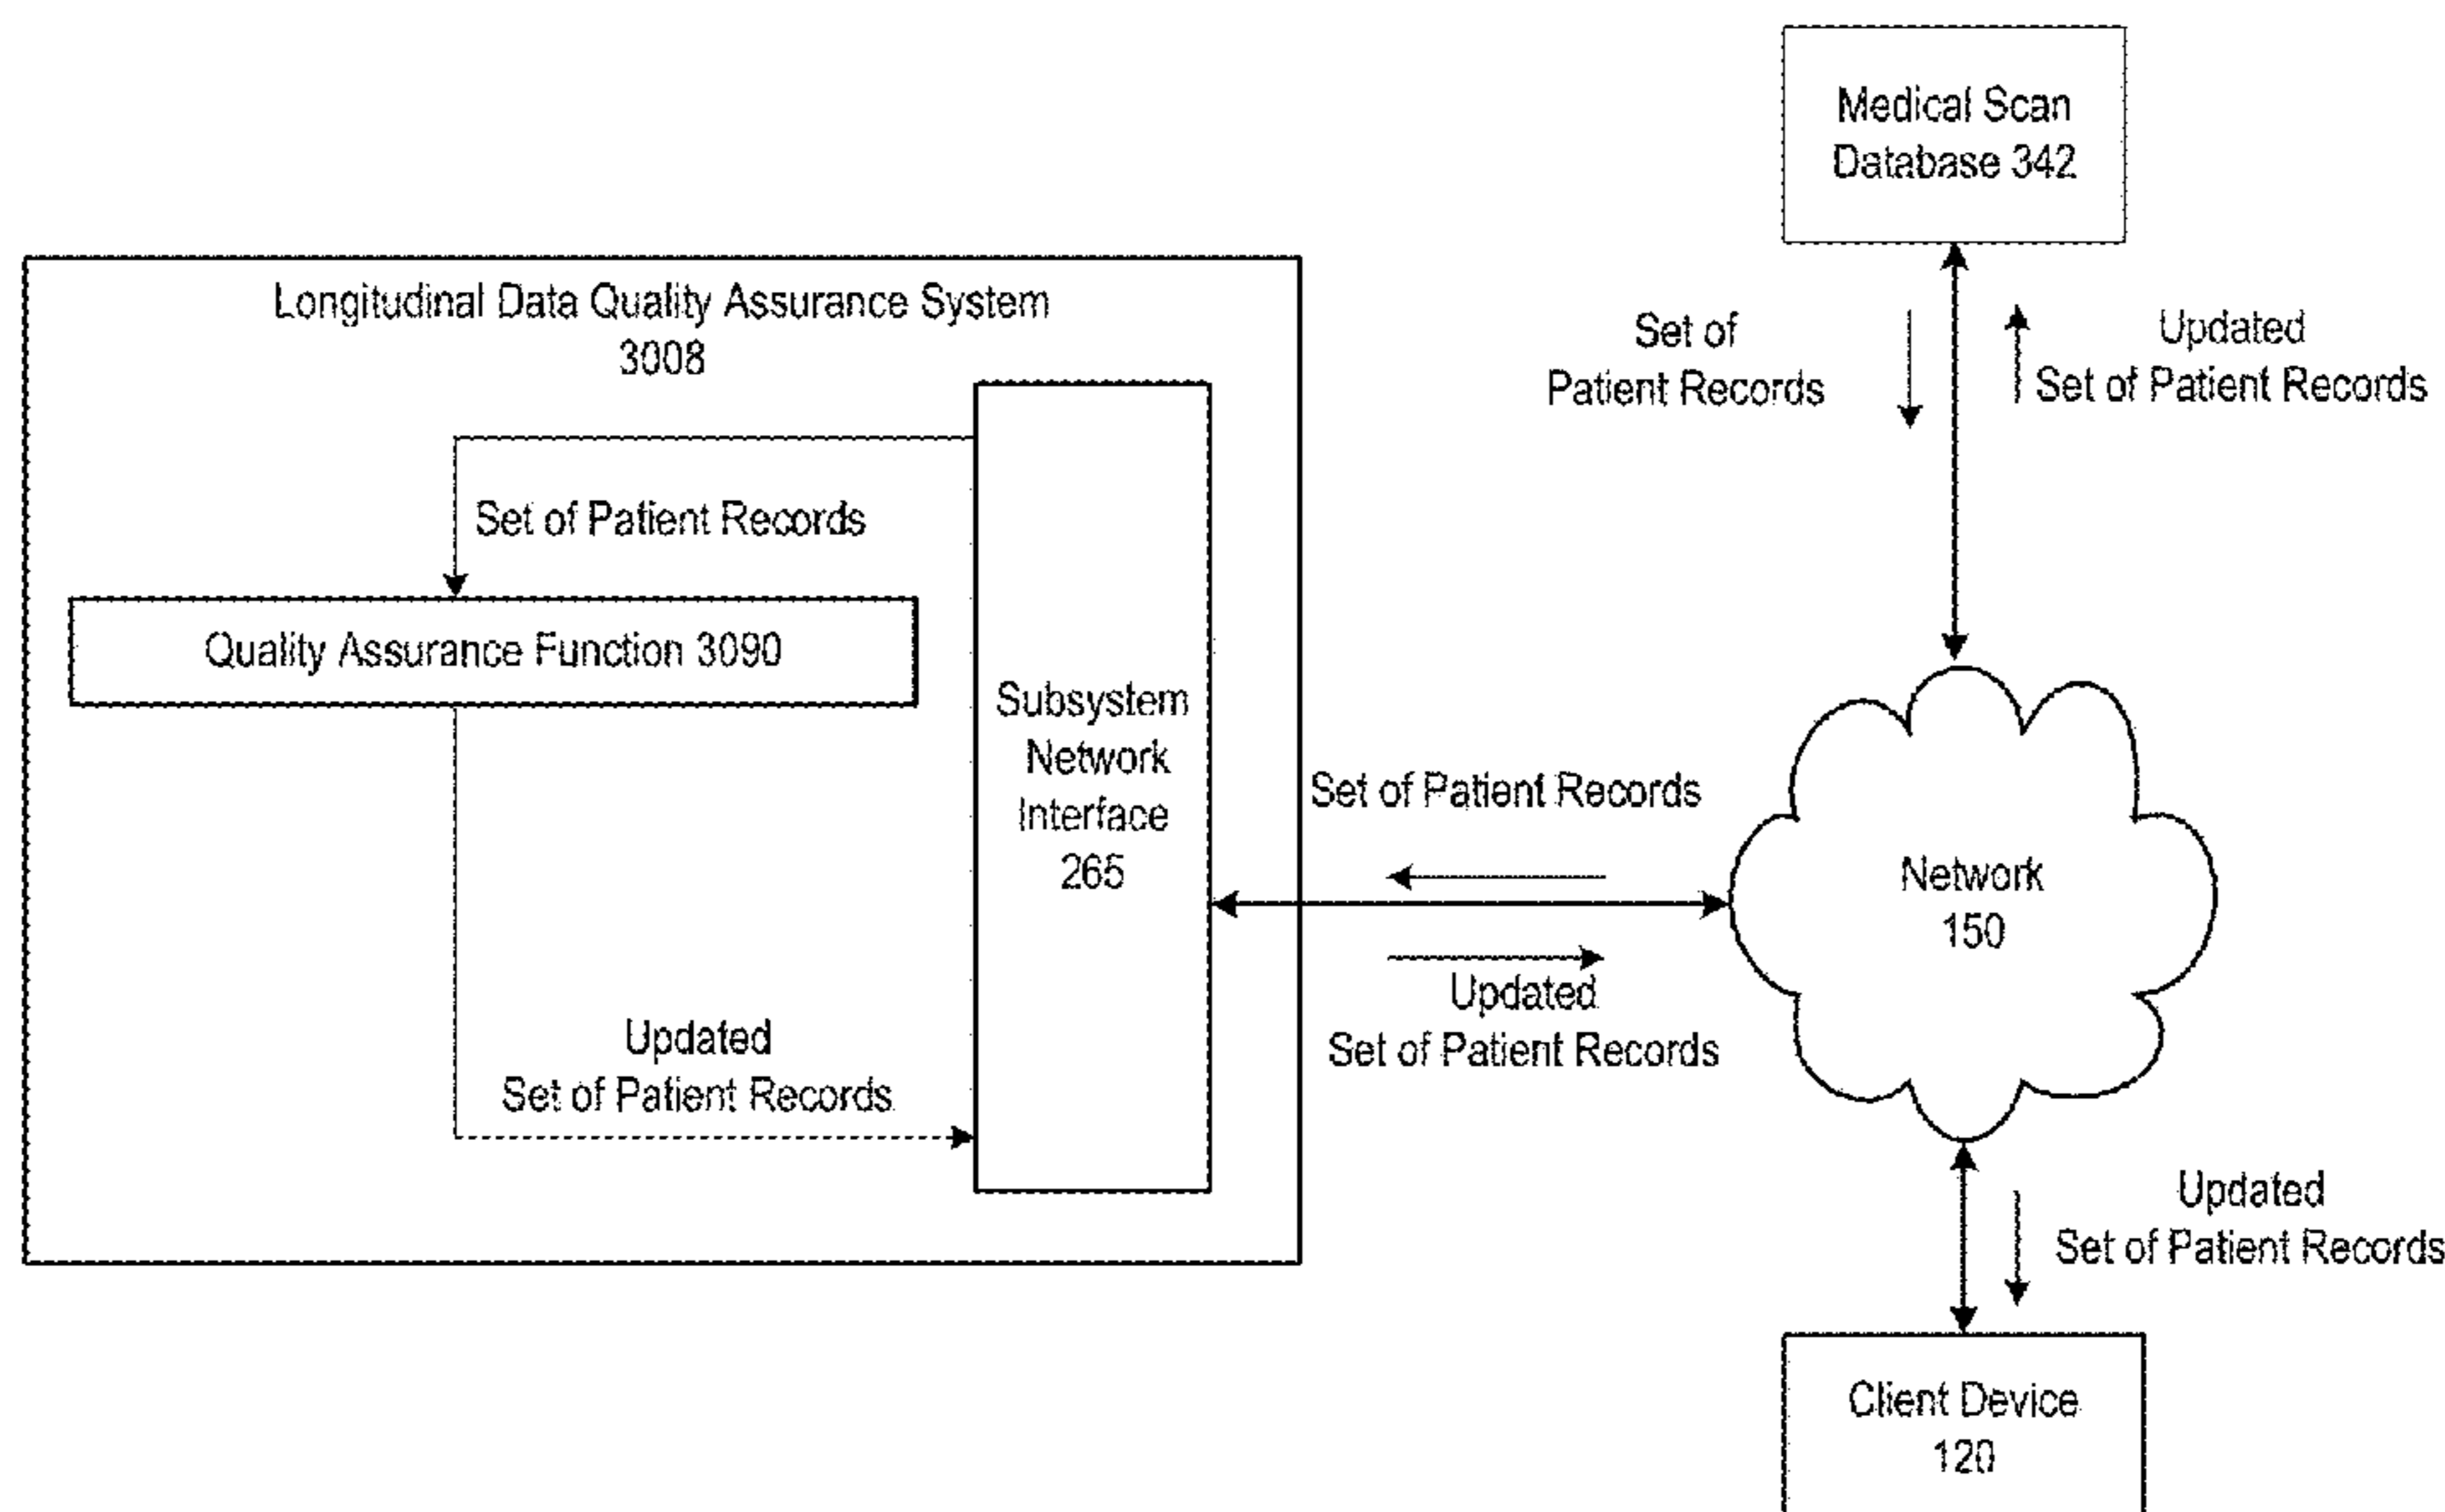 Medical Scan
Database 342
Longitudinal Data Quality Assurance System
3008
Set of
Patient Records
Updated
Set of Patient Records
Set of Patient Records
Quality Assurance Function 3090
Subsystem
Network
Interface
265
Set of Patient Records
Network
150
Updated
Set of Patient Records
Updated
Set of Patient Records
Updated
Set of Patient Records
Client Device
120